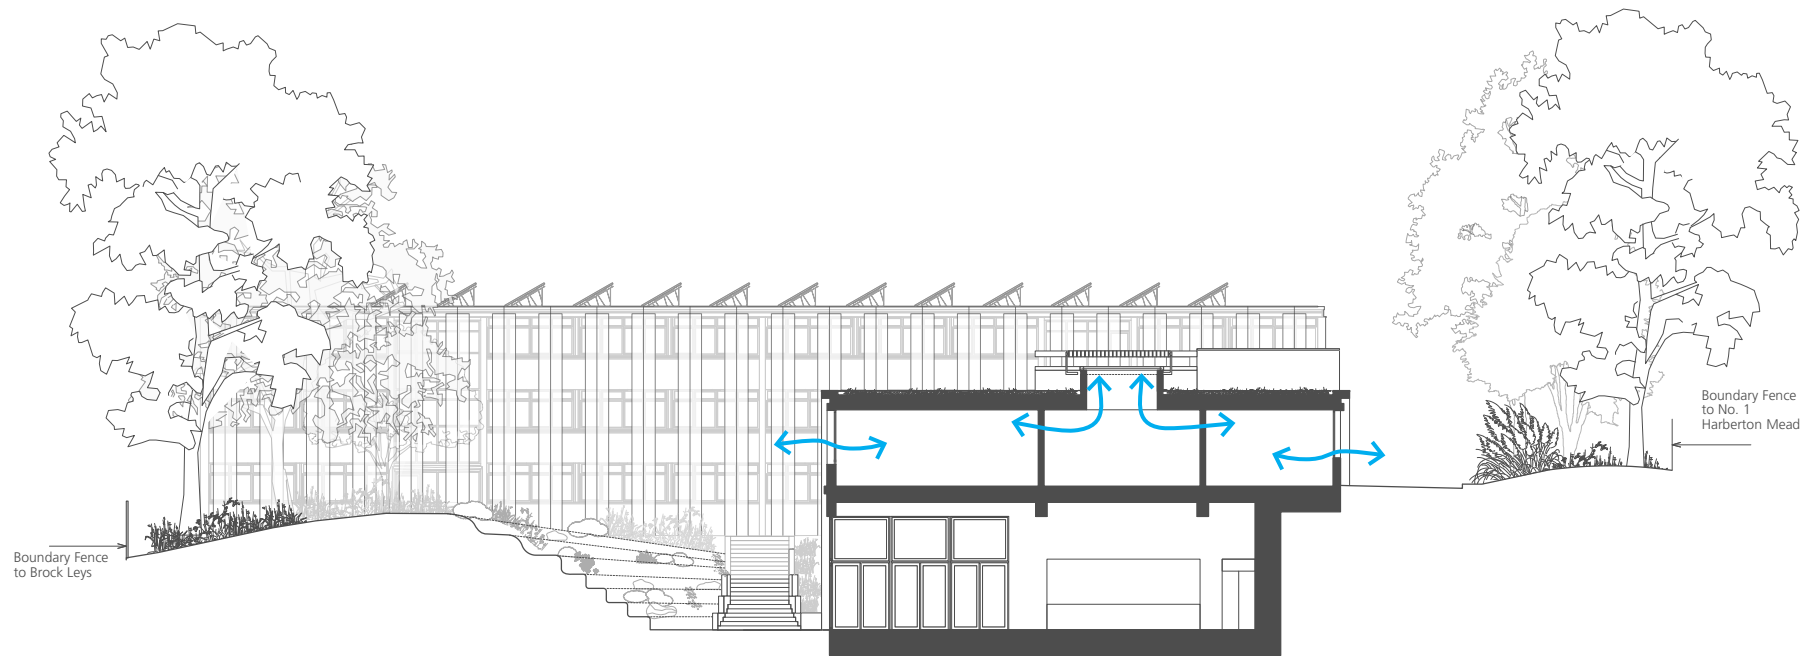 Boundary Fence
to No. 1
Harberton Mead
Boundary Fence
to Brock Leys